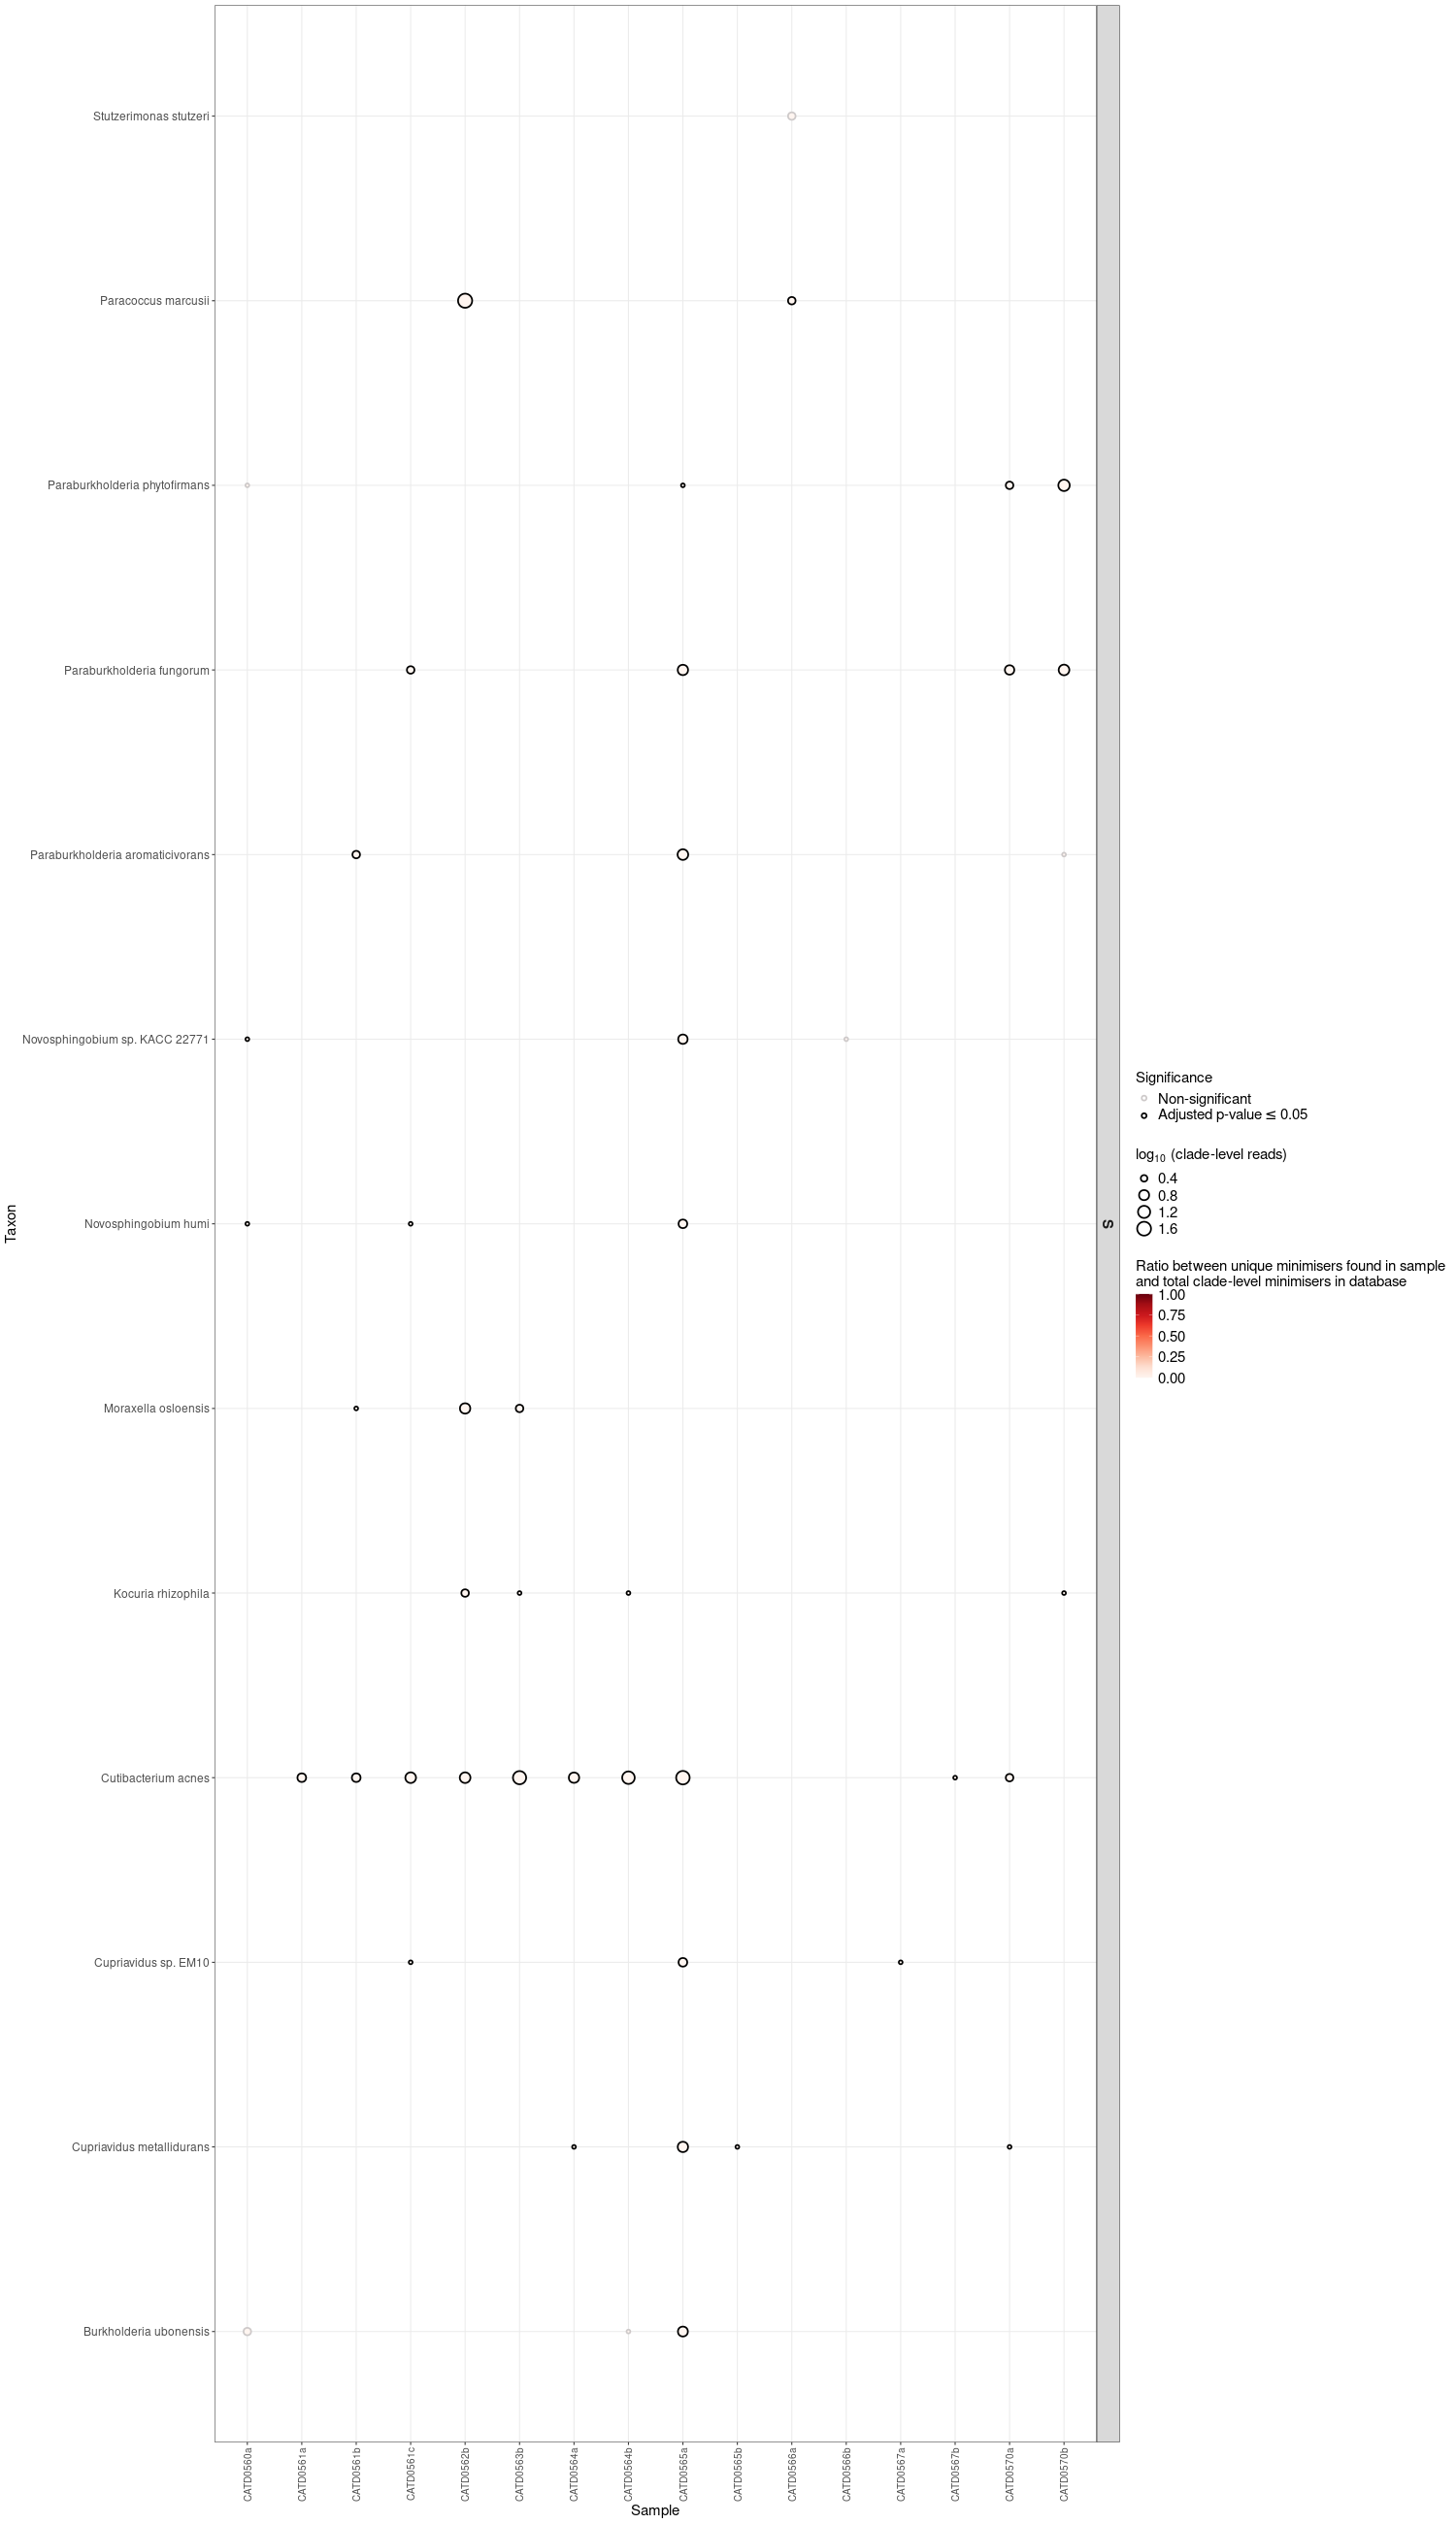 Taxon
Stutzerimonas stutzeri
Paracoccus marcusii
Paraburkholderia phytofirmans
Paraburkholderia fungorum
Paraburkholderia aromaticivorans
Novosphingobium sp. KACC 22771
Novosphingobium humi
Moraxella osloensis
Kocuria rhizophila
Cutibacterium acnes
Cupriavidus sp. EM10
Cupriavidus metallidurans
Burkholderia ubonensis
CATD0560a
CATD0561a
CATD0561b
CATD0561c
CATD0562b
CATD0563b
CATD0564a
CATD0564b
CATD0565a
CATD0565b
CATD0566a
CATD0566b
CATD0567a
CATD0567b
CATD0570a
CATD0570b
Sample
S
Significance
Non-significant
Adjusted p-value ≤ 0.05
log10 (clade-level reads)
0.4
0.8
1.2
1.6
Ratio between unique minimisers found in sample
and total clade-level minimisers in database
1.00
0.75
0.50
0.25
0.00